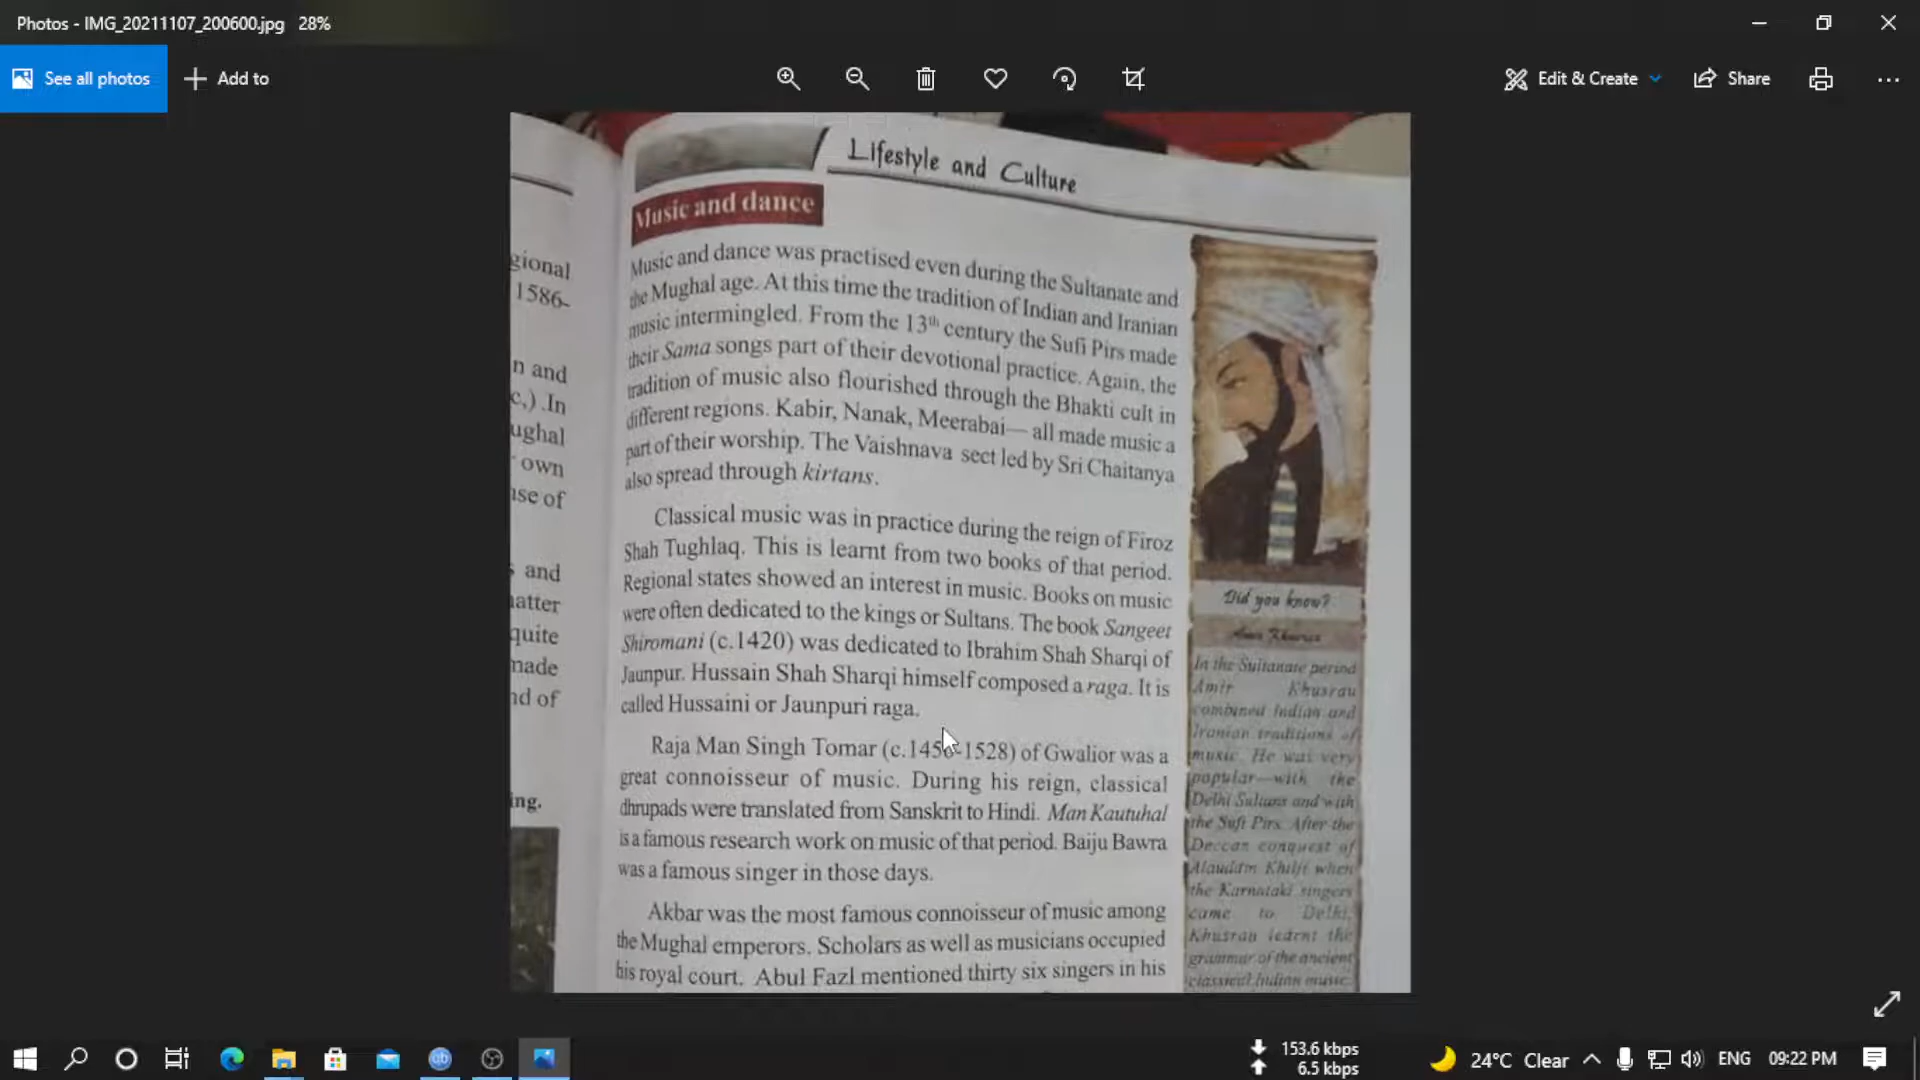 Photos - IMG_20211107_200600.jpg 28%
See all photos
Add to
Edit & Create
Share
Lifestyle and Culture
Music and dance
Music and dance was practised even during the Sultanate and
the Mughal age. At this time the tradition of Indian and Iranian
music intermingled. From the 13th century the Sufi Pirs made
their Sama songs part of their devotional practice. Again, the
tradition of music also flourished through the Bhakti cult in
different regions. Kabir, Nanak, Meerabai— all made music a
part of their worship. The Vaishnava sect led by Sri Chaitanya
also spread through kirtans.
Classical music was in practice during the reign of Firoz
Shah Tughlaq. This is learnt from two books of that period.
Regional states showed an interest in music. Books on music
were often dedicated to the kings or Sultans. The book Sangeet
Shiromani (c.1420) was dedicated to Ibrahim Shah Sharqi of
Jaunpur. Hussain Shah Sharqi himself composed a raga. It is
called Hussaini or Jaunpuri raga.
Raja Man Singh Tomar (c.1456-1528) of Gwalior was a
great connoisseur of music. During his reign, classical
dhrupads were translated from Sanskrit to Hindi. Man Kautuhal
is a famous research work on music of that period. Baiju Bawra
was a famous singer in those days.
Akbar was the most famous connoisseur of music among
the Mughal emperors. Scholars as well as musicians occupied
his royal court. Abul Fazl mentioned thirty six singers in his
Did you know?
Amir Khusrau
In the Sultanate period
Amir Khusrau
combined Indian and
Iranian traditions of
music. He was very
popular—with the
Delhi Sultans and with
the Sufi Pirs. After the
Deccan conquest of
Alauddin Khilji when
the Karnataki singers
came to Delhi,
Khusrau learnt the
grammar of the ancient
classical Indian music.
gional
1586-
n and
c,) .In
ughal
own
use of
and
matter
quite
made
nd of
ing.
153.6 kbps
6.5 kbps
24°C Clear
ENG
09:22 PM